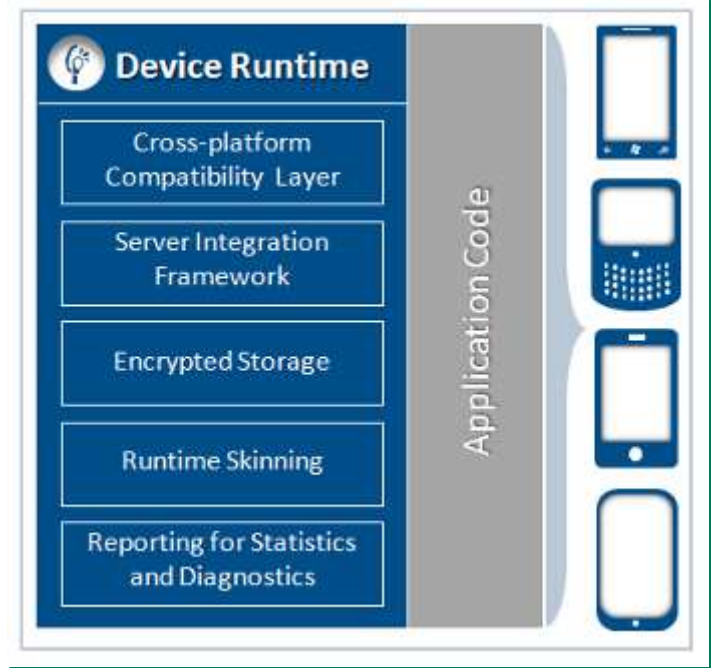 Device Runtime
Cross-platform
Compatibility Layer
Server Integration
Framework
Encrypted Storage
Runtime Skinning
Reporting for Statistics
and Diagnostics
Application Code